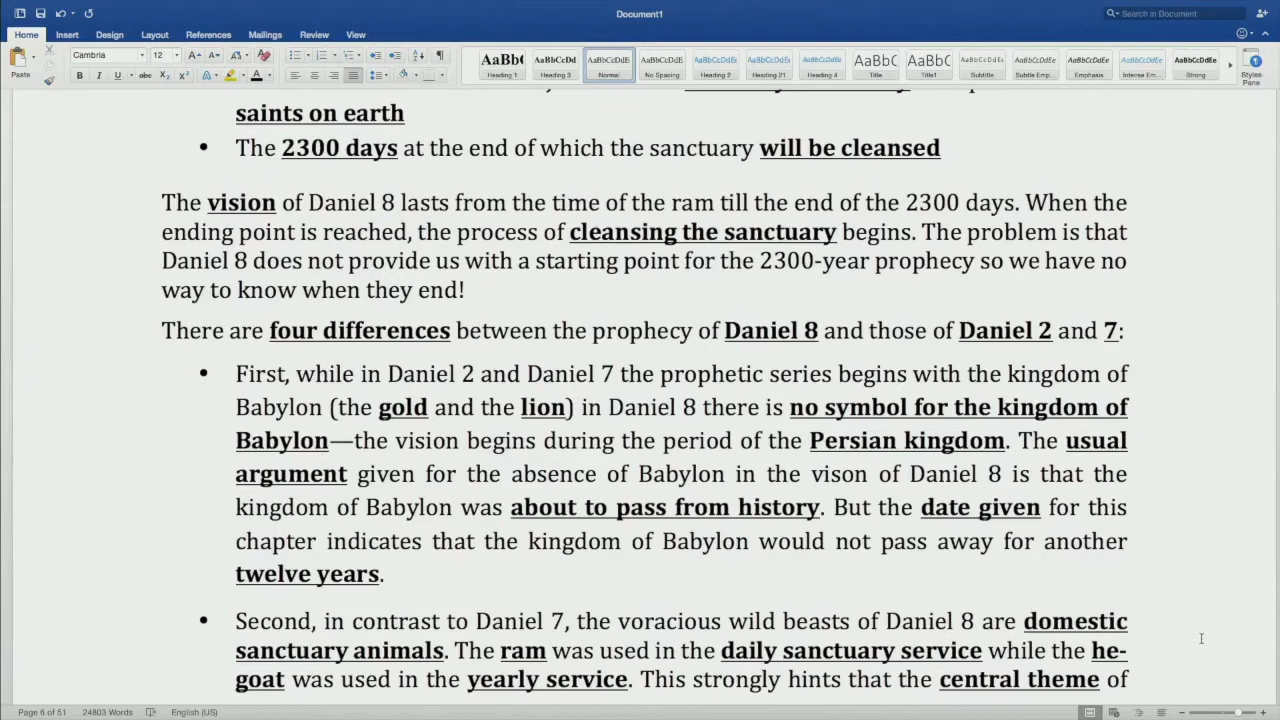 Document1
Search in Document
Home Insert Design Layout References Mailings Review View
Paste
Cambria 12
AaBbC AaBbCcDd AaBbCcDdE AaBbCcDdE AaBbCcDdEe AaBbCcDdEe AaBbCcDdEe AaBbC AaBbC AaBbCcDdEe AaBbCcDdEe AaBbCcDdEe AaBbCcDdEe AaBbCcDdEe
Heading 1 Heading 3 Normal No Spacing Heading 2 Heading 21 Heading 4 Title Title1 Subtitle Subtle Emp... Emphasis Intense Em... Strong
Styles
Pane
saints on earth
• The 2300 days at the end of which the sanctuary will be cleansed
The vision of Daniel 8 lasts from the time of the ram till the end of the 2300 days. When the
ending point is reached, the process of cleansing the sanctuary begins. The problem is that
Daniel 8 does not provide us with a starting point for the 2300-year prophecy so we have no
way to know when they end!
There are four differences between the prophecy of Daniel 8 and those of Daniel 2 and 7:
• First, while in Daniel 2 and Daniel 7 the prophetic series begins with the kingdom of
Babylon (the gold and the lion) in Daniel 8 there is no symbol for the kingdom of
Babylon—the vision begins during the period of the Persian kingdom. The usual
argument given for the absence of Babylon in the vison of Daniel 8 is that the
kingdom of Babylon was about to pass from history. But the date given for this
chapter indicates that the kingdom of Babylon would not pass away for another
twelve years.
• Second, in contrast to Daniel 7, the voracious wild beasts of Daniel 8 are domestic
sanctuary animals. The ram was used in the daily sanctuary service while the he-
goat was used in the yearly service. This strongly hints that the central theme of
Page 6 of 51 24803 Words English (US)